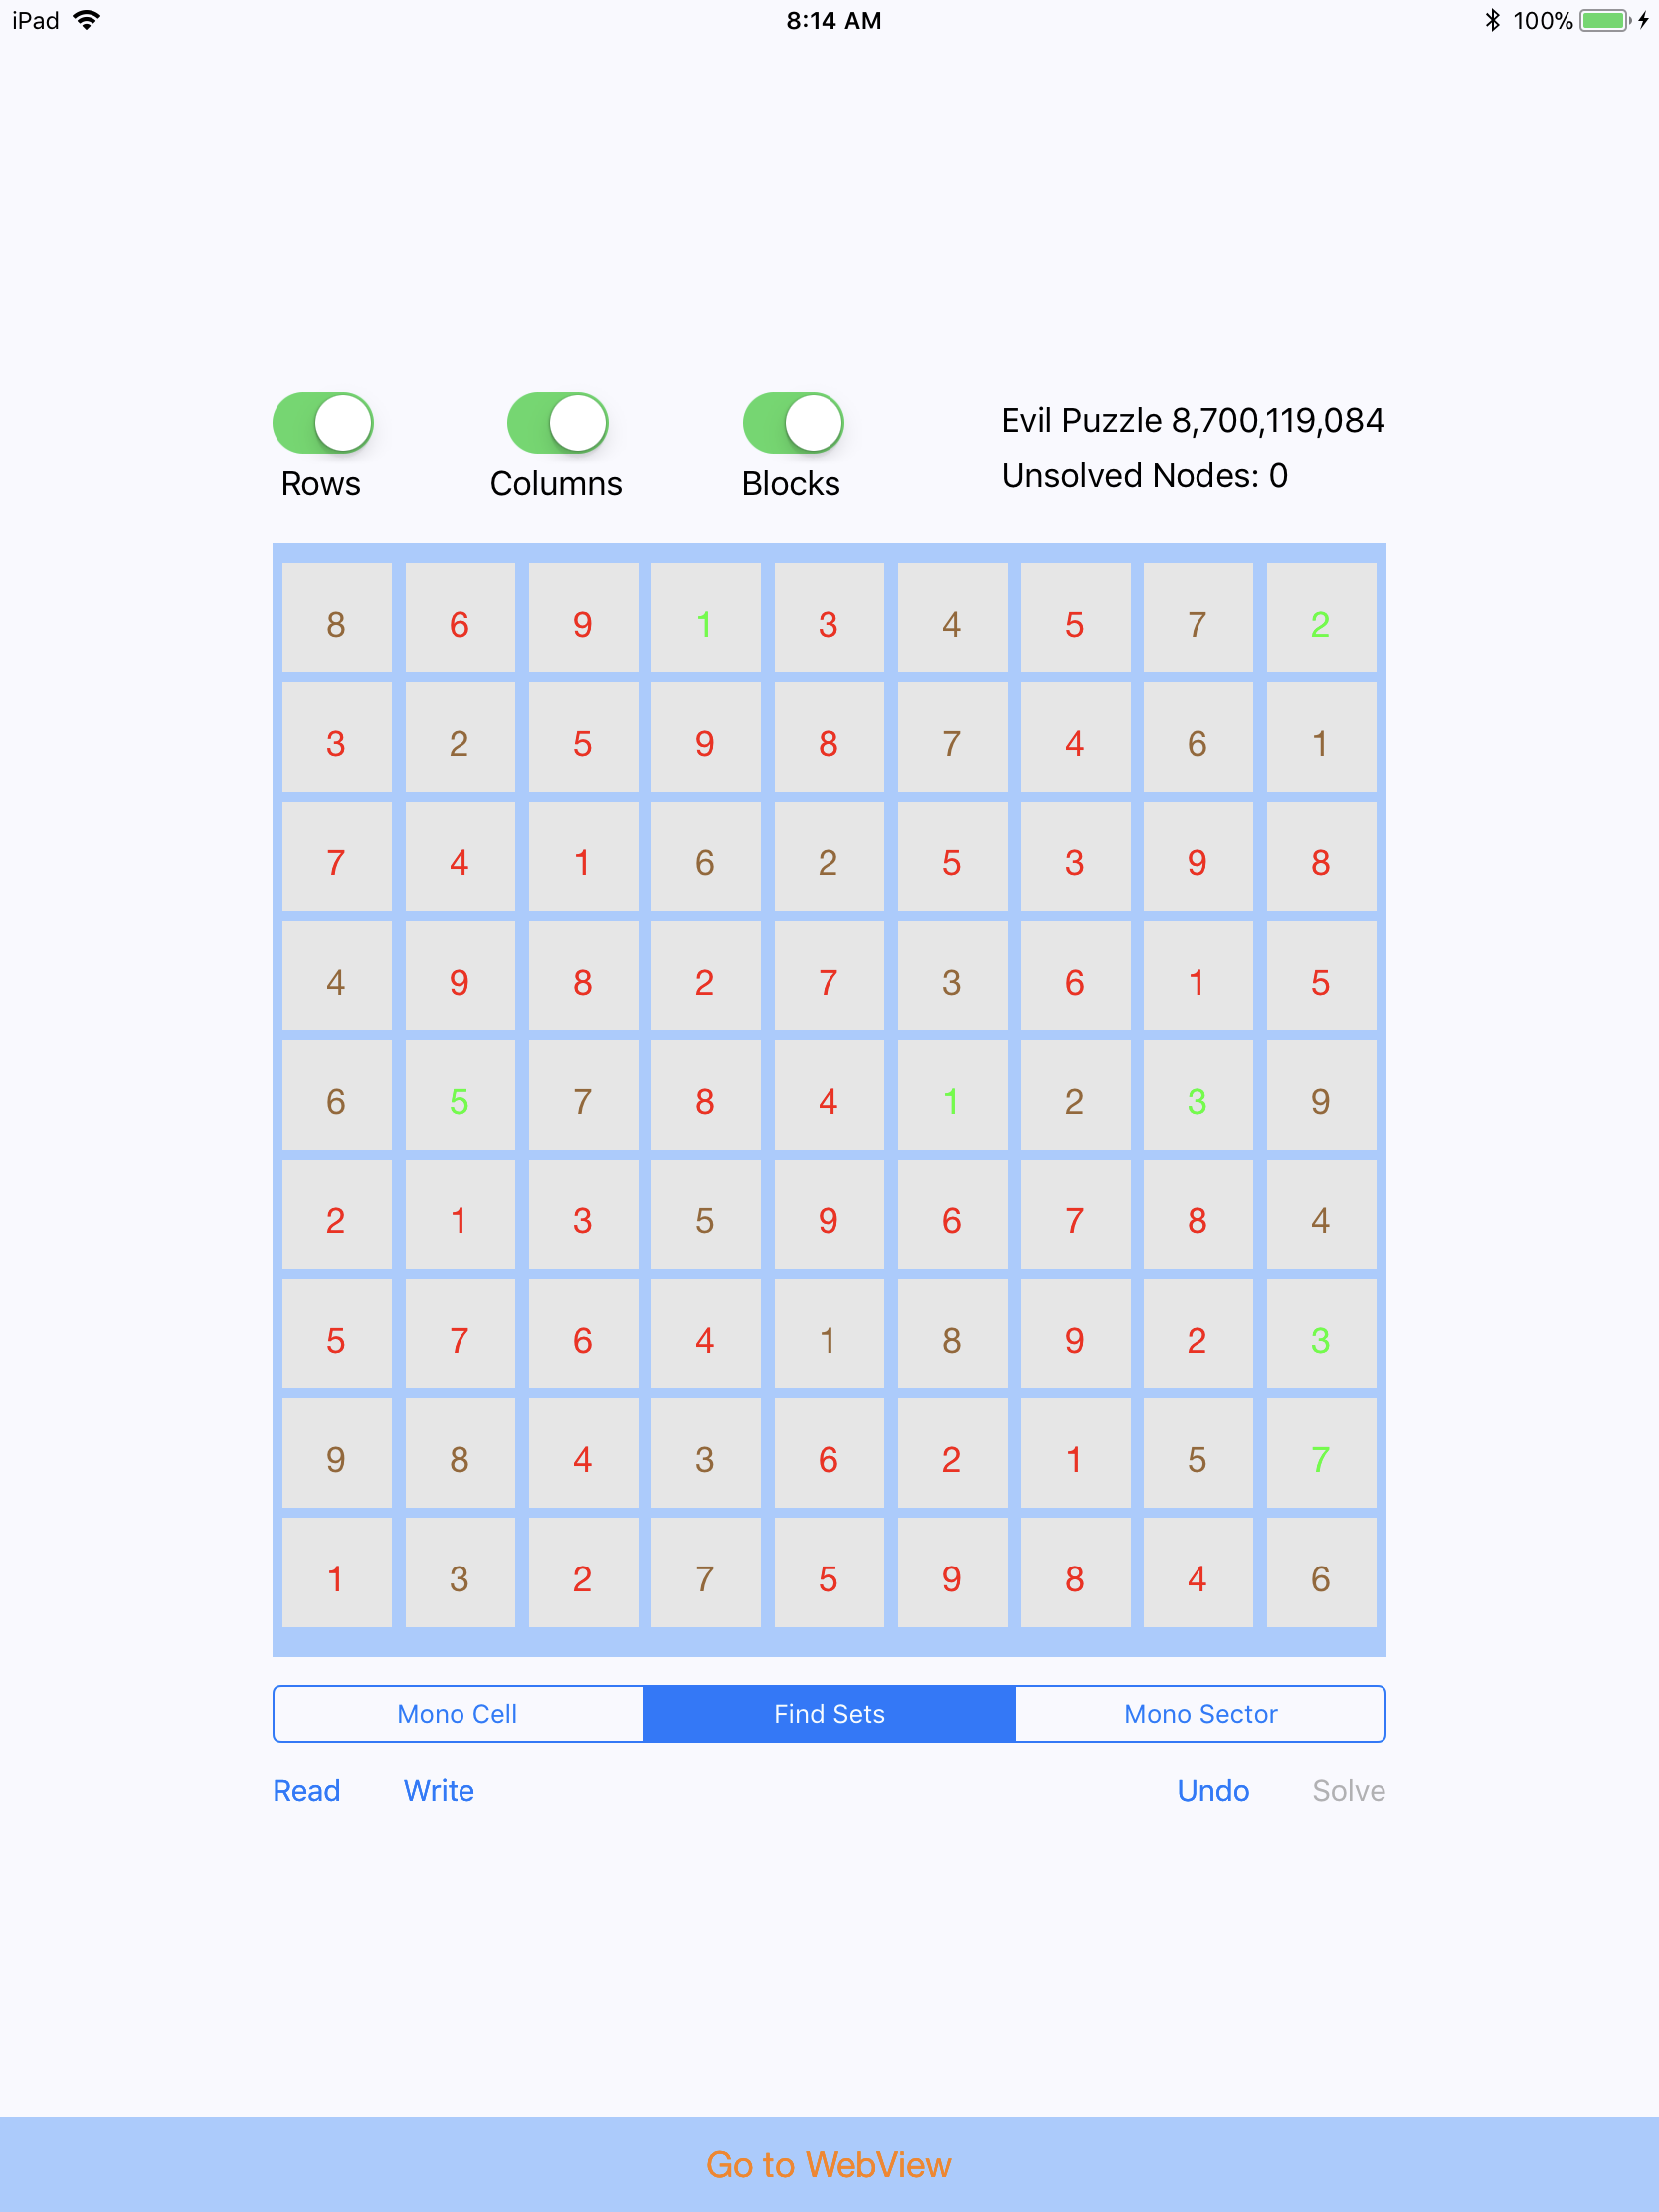 iPad 8:14 AM 100%
Evil Puzzle 8,700,119,084
Unsolved Nodes: 0
Rows Columns Blocks
8 6 9 1 3 4 5 7 2
3 2 5 9 8 7 4 6 1
7 4 1 6 2 5 3 9 8
4 9 8 2 7 3 6 1 5
6 5 7 8 4 1 2 3 9
2 1 3 5 9 6 7 8 4
5 7 6 4 1 8 9 2 3
9 8 4 3 6 2 1 5 7
1 3 2 7 5 9 8 4 6
Mono Cell Find Sets Mono Sector
Read Write Undo Solve
Go to WebView